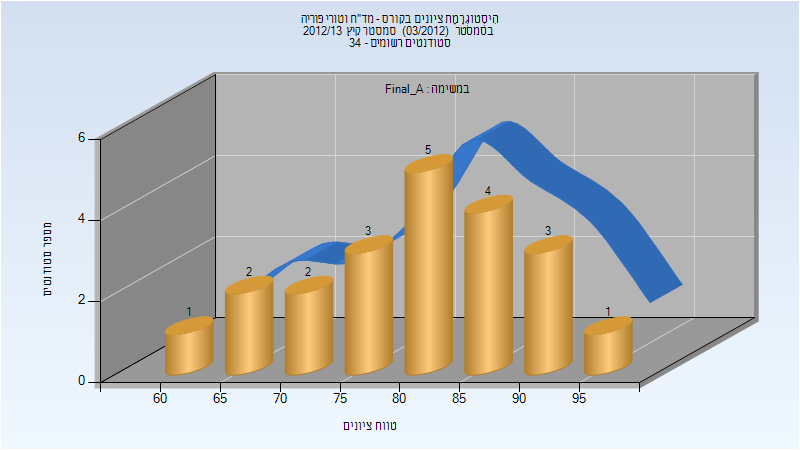 היסטוגרמת ציונים בקורס - מד"ח וטורי פוריה
בסמסטר (03/2012) סמסטר קיץ 2012/13
סטודנטים רשומים - 34
במשימה : Final_A
6
4
2
0
מספר סטודנטים
1
2
2
3
5
4
3
1
60 65 70 75 80 85 90 95
טווח ציונים